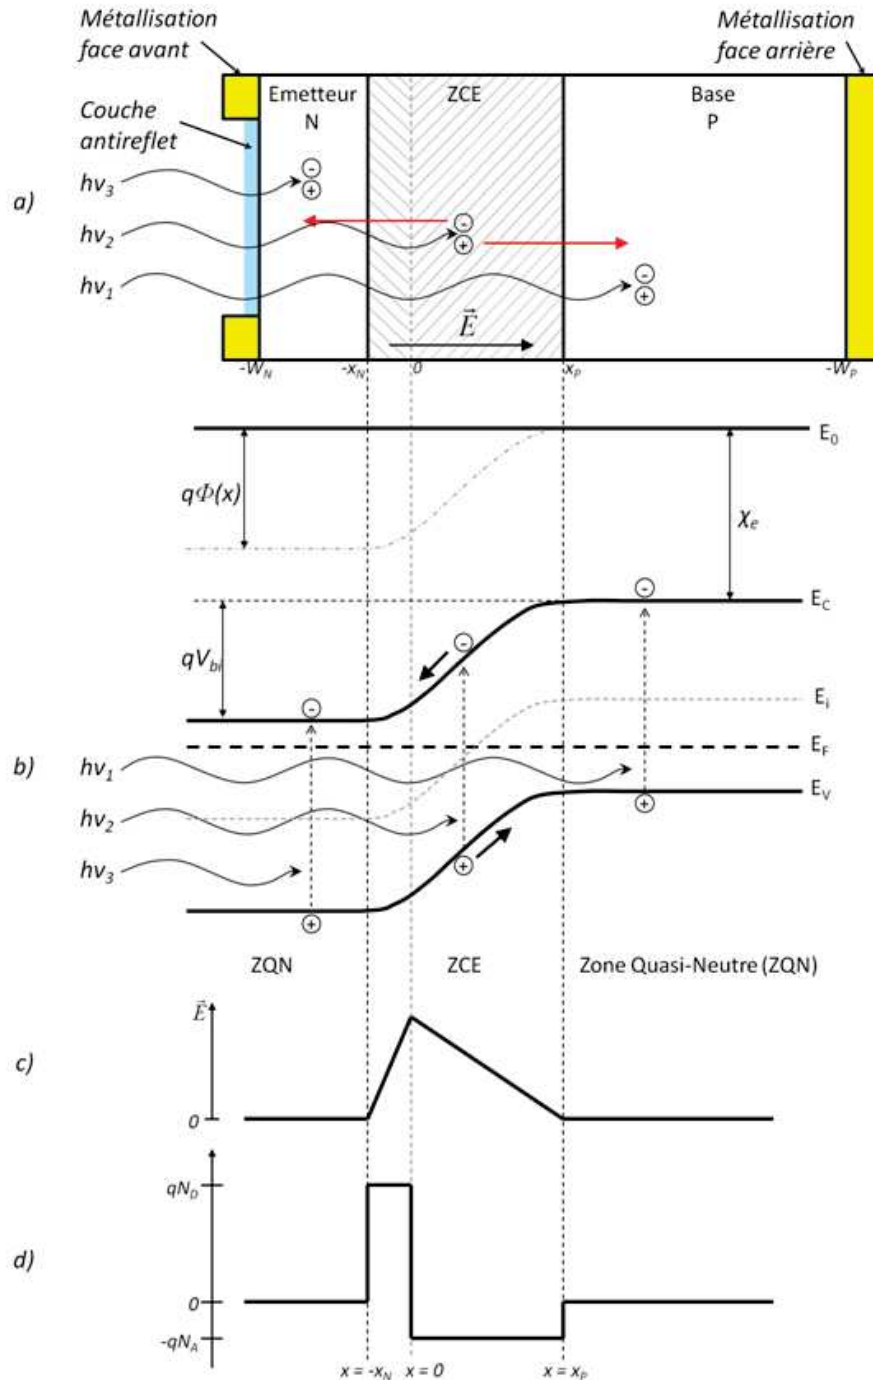 Métallisation
face avant
Métallisation
face arrière
Couche
antireflet
Emetteur
N
ZCE
Base
P
a)
hν3
hν2
hν1
E
-WN
-xN
0
xP
-WP
E0
qΦ(x)
χe
EC
qVbi
Ei
EF
EV
b)
hν1
hν2
hν3
ZQN
ZCE
Zone Quasi-Neutre (ZQN)
E
c)
0
qND
d)
0
-qNA
x = -xN
x = 0
x = xP